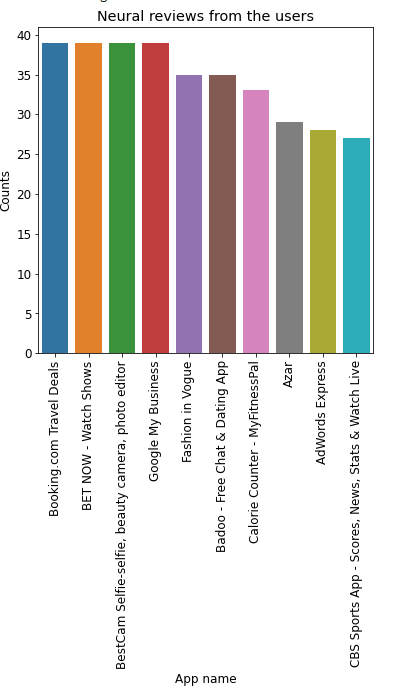 Neural reviews from the users
Counts
40
35
30
25
20
15
10
5
0
Booking.com Travel Deals
BET NOW - Watch Shows
BestCam Selfie-selfie, beauty camera, photo editor
Google My Business
Fashion in Vogue
Badoo - Free Chat & Dating App
Calorie Counter - MyFitnessPal
Azar
AdWords Express
CBS Sports App - Scores, News, Stats & Watch Live
App name